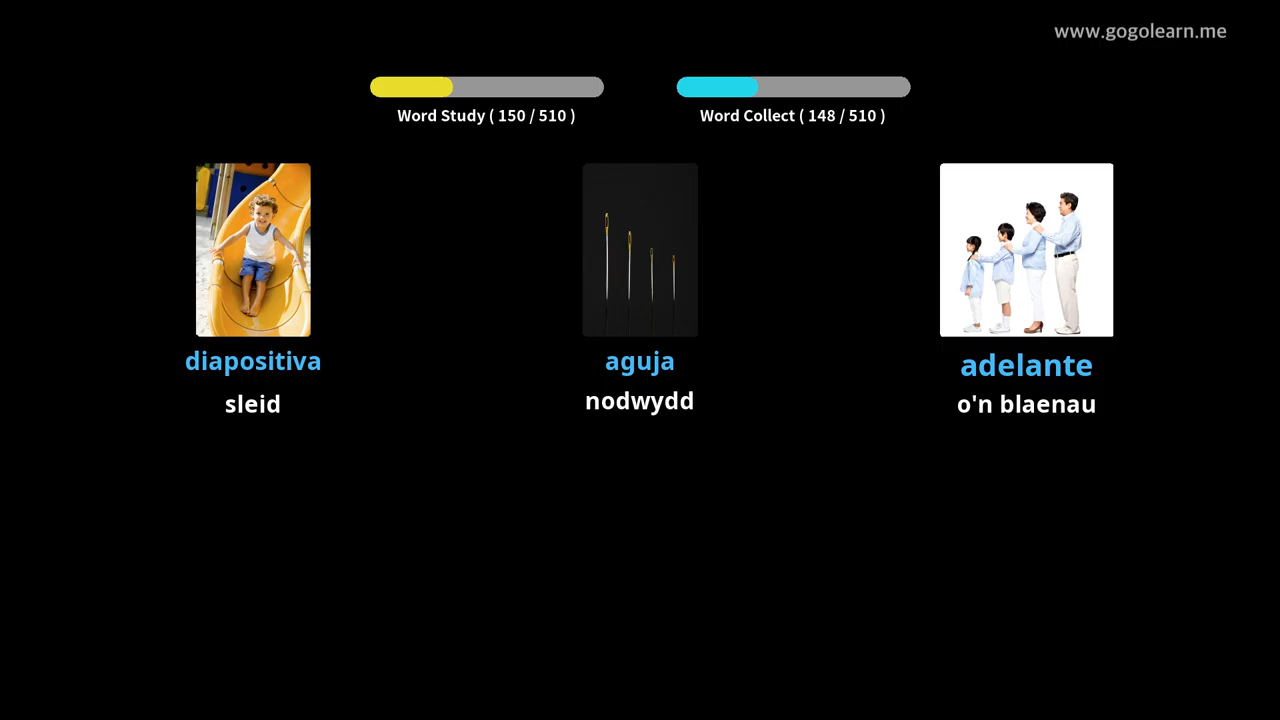 www.gogolearn.me
Word Study ( 150 / 510 )
Word Collect ( 148 / 510 )
diapositiva
sleid
aguja
nodwydd
adelante
o'n blaenau